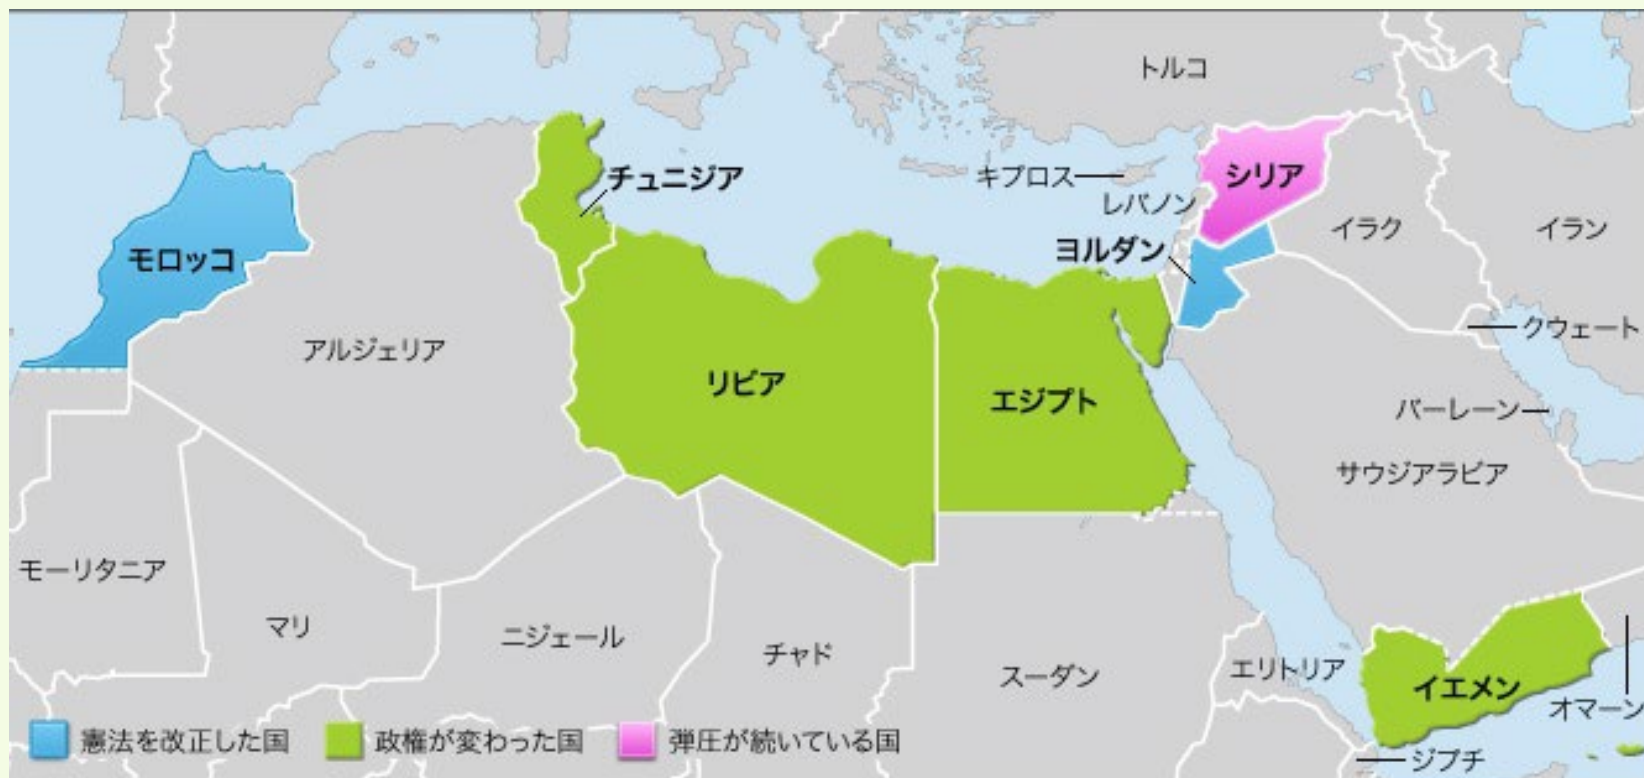 トルコ
チュニジア
キプロス
シリア
レバノン
イラク
イラン
モロッコ
ヨルダン
クウェート
アルジェリア
リビア
エジプト
バーレーン
サウジアラビア
モーリタニア
マリ
ニジェール
チャド
スーダン
エリトリア
イエメン
オマーン
ジプチ
憲法を改正した国 政権が変わった国 弾圧が続いている国